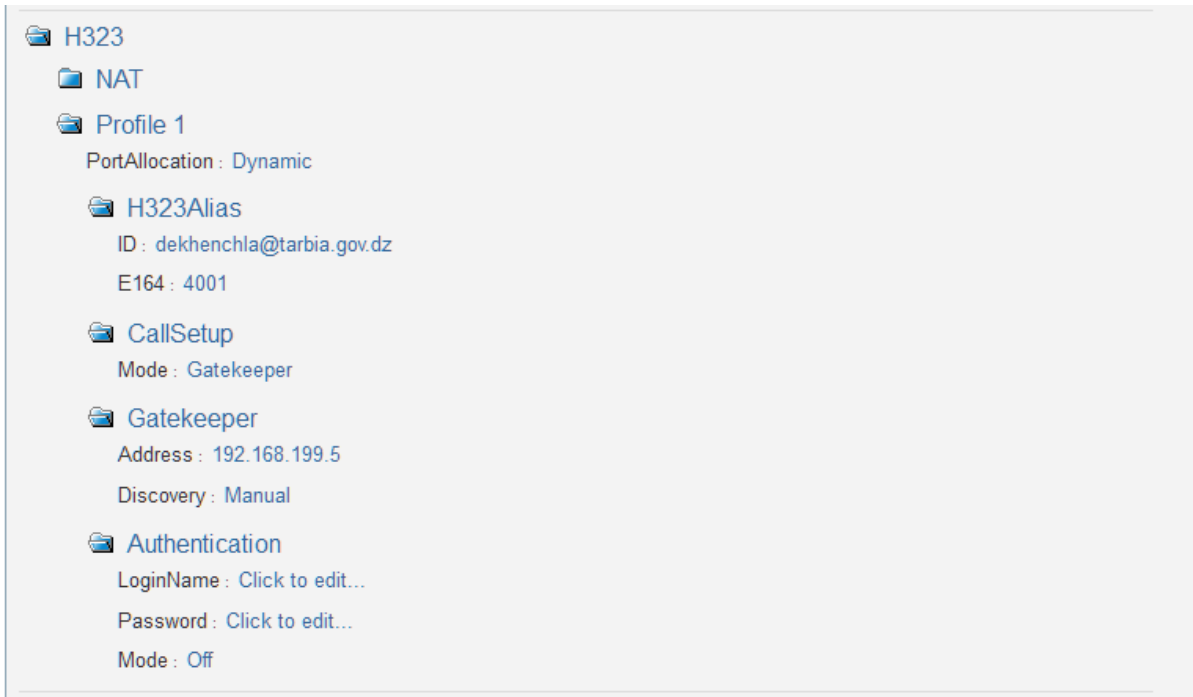 H323
NAT
Profile 1
PortAllocation : Dynamic
H323Alias
ID : dekhenchla@tarbia.gov.dz
E164 : 4001
CallSetup
Mode : Gatekeeper
Gatekeeper
Address : 192.168.199.5
Discovery : Manual
Authentication
LoginName : Click to edit...
Password : Click to edit...
Mode : Off